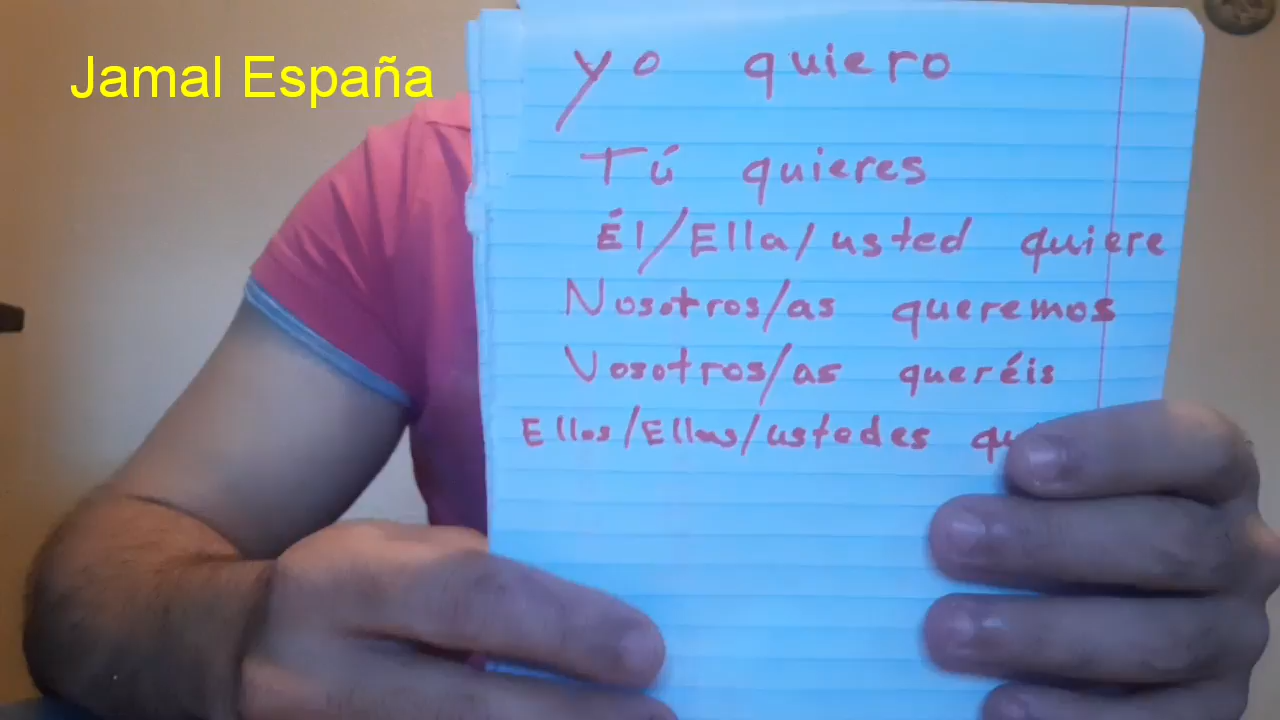 Jamal España
yo quiero
Tú quieres
Él/Ella/usted quiere
Nosotros/as queremos
Vosotros/as queréis
Ellos/Ellas/ustedes